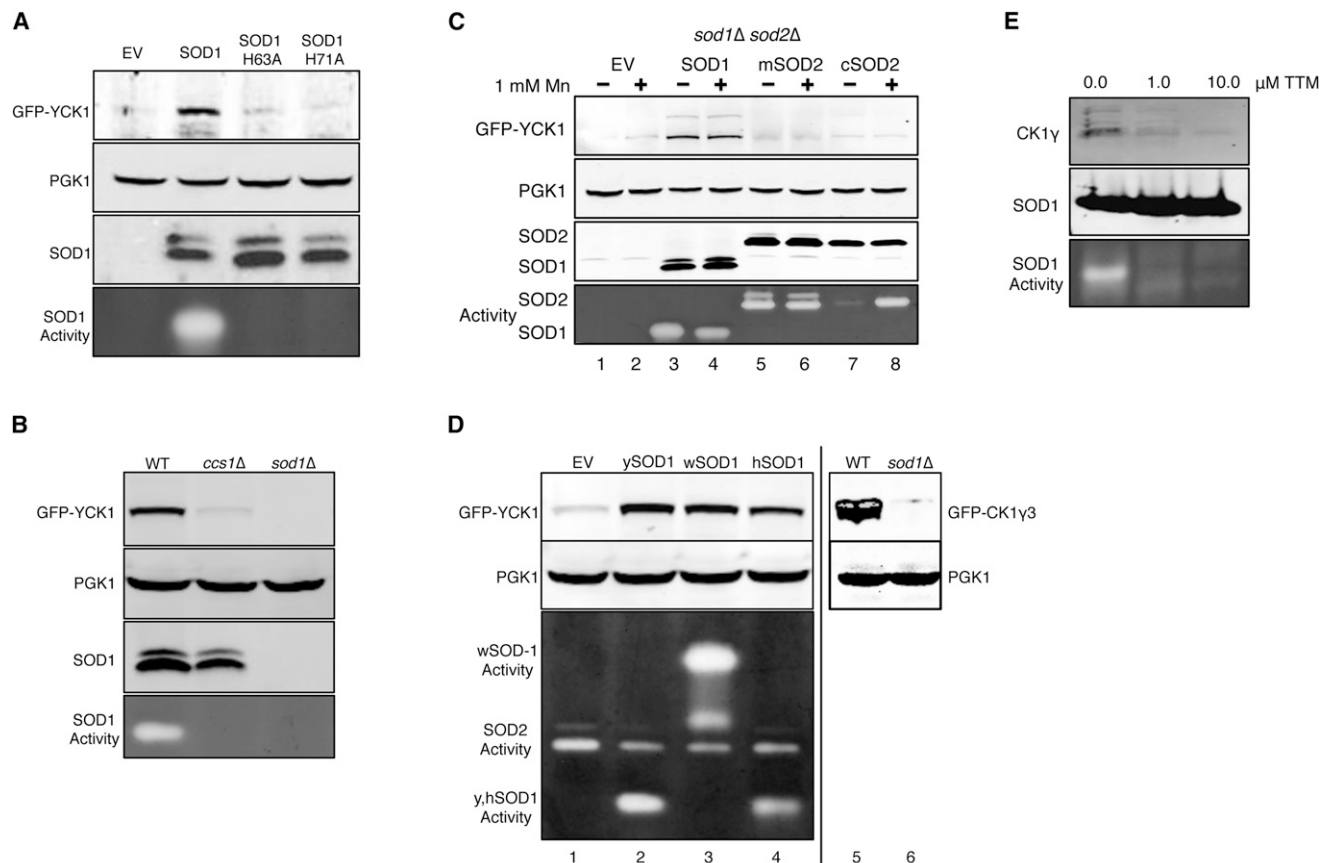 A
EV SOD1 SOD1 H63A SOD1 H71A
GFP-YCK1
PGK1
SOD1
SOD1 Activity
B
WT ccs1Δ sod1Δ
GFP-YCK1
PGK1
SOD1
SOD1 Activity
C
sod1Δ sod2Δ
EV SOD1 mSOD2 cSOD2
1 mM Mn − + − + − + − +
GFP-YCK1
PGK1
SOD2
SOD1
Activity
SOD2
SOD1
1 2 3 4 5 6 7 8
D
EV ySOD1 wSOD1 hSOD1 WT sod1Δ
GFP-YCK1 GFP-CK1γ3
PGK1 PGK1
wSOD-1
Activity
SOD2
Activity
y,hSOD1
Activity
1 2 3 4 5 6
E
0.0 1.0 10.0 μM TTM
CK1γ
SOD1
SOD1
Activity